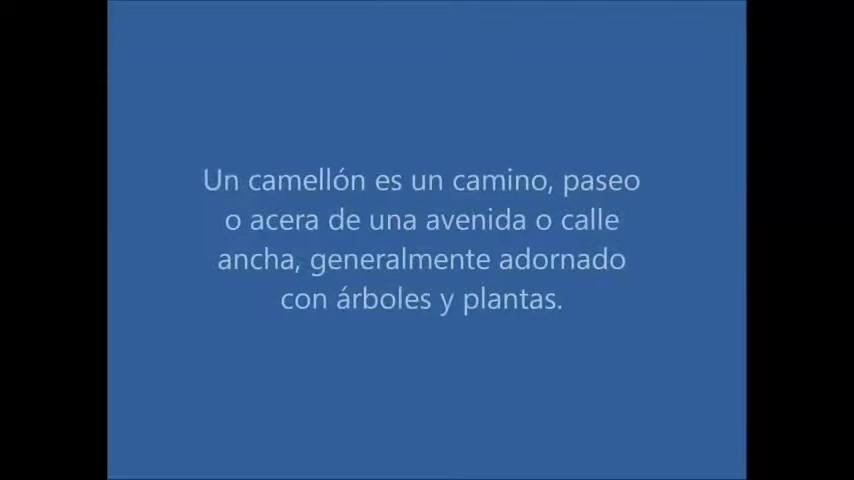 Un camellón es un camino, paseo
o acera de una avenida o calle
ancha, generalmente adornado
con árboles y plantas.